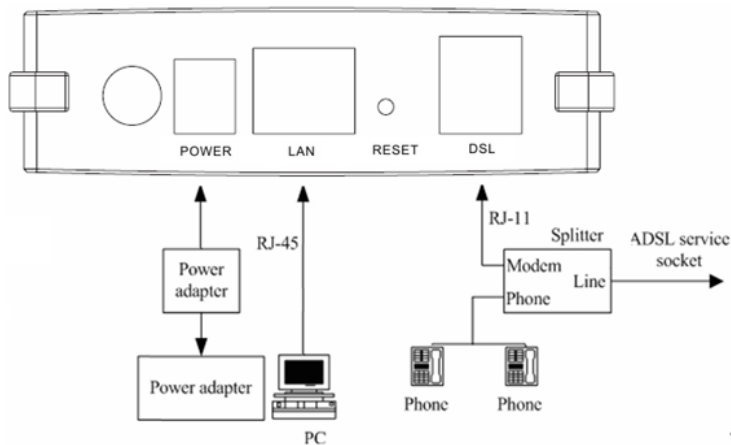 POWER LAN RESET DSL
RJ-45
RJ-11
Splitter
ADSL service
socket
Power
adapter
Modem
Line
Phone
Power adapter
Phone
Phone
PC